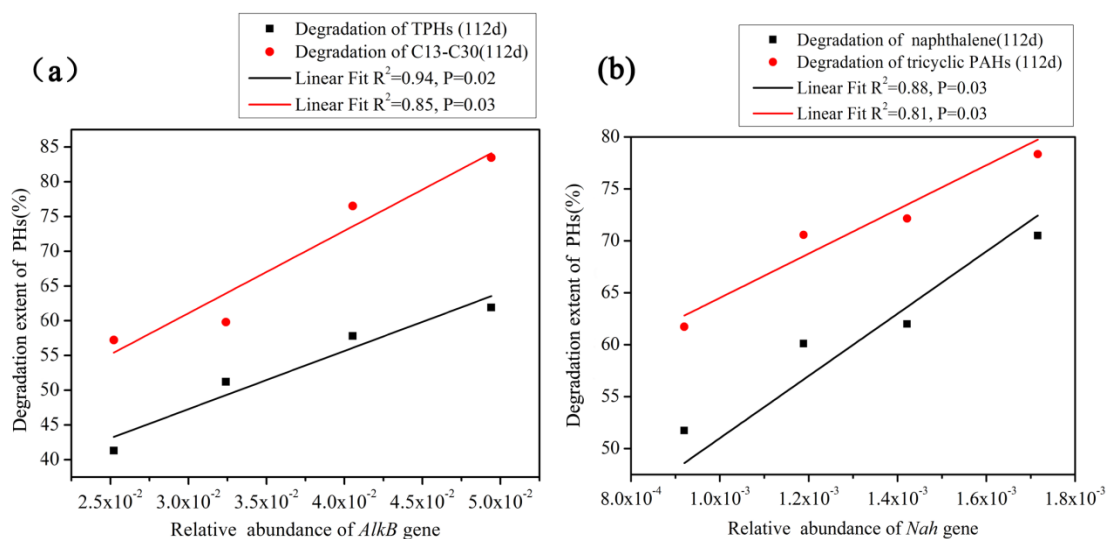 (a)
Degradation of TPHs (112d)
Degradation of C13-C30(112d)
Linear Fit R²=0.94, P=0.02
Linear Fit R²=0.85, P=0.03
Degradation extent of PHs(%)
85
80
75
70
65
60
55
50
45
40
2.5x10⁻²
3.0x10⁻²
3.5x10⁻²
4.0x10⁻²
4.5x10⁻²
5.0x10⁻²
Relative abundance of AlkB gene
(b)
Degradation of naphthalene(112d)
Degradation of tricyclic PAHs (112d)
Linear Fit R²=0.88, P=0.03
Linear Fit R²=0.81, P=0.03
Degradation extent of PHs(%)
80
75
70
65
60
55
50
8.0x10⁻⁴
1.0x10⁻³
1.2x10⁻³
1.4x10⁻³
1.6x10⁻³
1.8x10⁻³
Relative abundance of Nah gene